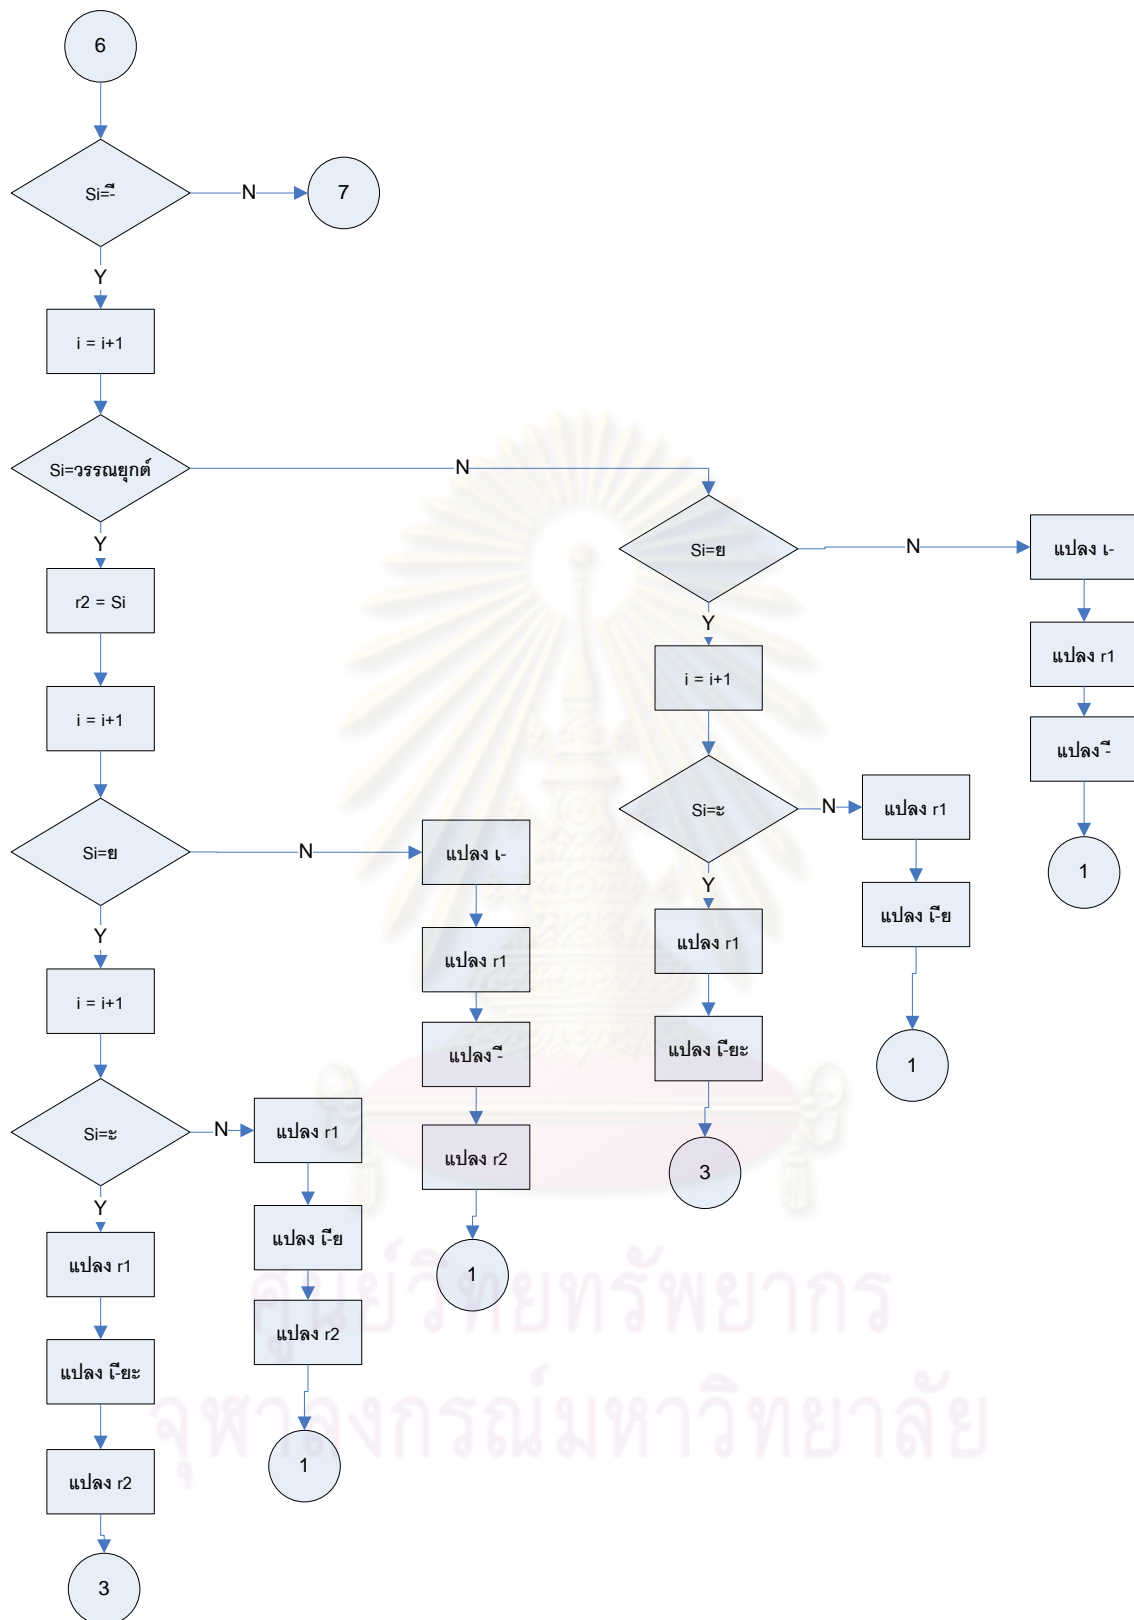 6
Si=-ี
N
7
Y
i = i+1
Si=วรรณยุกต์
N
Y
Si=ย
N
แปลง เ-
r2 = Si
Y
แปลง r1
i = i+1
i = i+1
แปลง -ี
Si=ะ
N
แปลง r1
Si=ย
N
แปลง เ-
1
Y
แปลง เ-ีย
Y
แปลง r1
แปลง r1
i = i+1
แปลง -ี
แปลง เ-ียะ
1
Si=ะ
N
แปลง r1
แปลง r2
3
Y
แปลง r1
แปลง เ-ีย
1
ศูนย์วิทยทรัพยากร
แปลง r2
แปลง เ-ียะ
จุฬาลงกรณ์มหาวิทยาลัย
1
แปลง r2
3